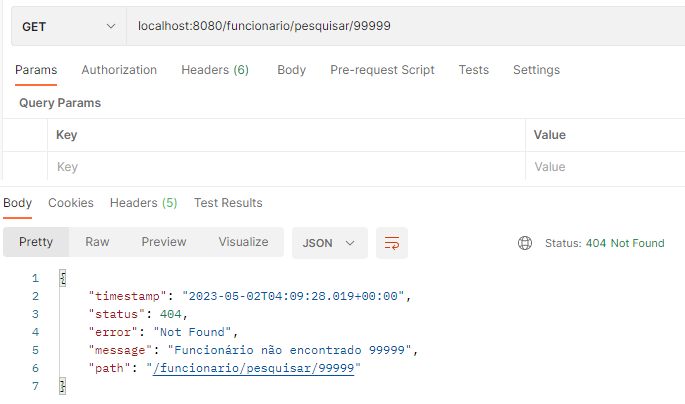 GET localhost:8080/funcionario/pesquisar/99999
Params Authorization Headers (6) Body Pre-request Script Tests Settings
Query Params
Key Value
Key Value
Body Cookies Headers (5) Test Results
Pretty Raw Preview Visualize JSON Status: 404 Not Found
1 {
2 "timestamp": "2023-05-02T04:09:28.019+00:00",
3 "status": 404,
4 "error": "Not Found",
5 "message": "Funcionário não encontrado 99999",
6 "path": "/funcionario/pesquisar/99999"
7 }